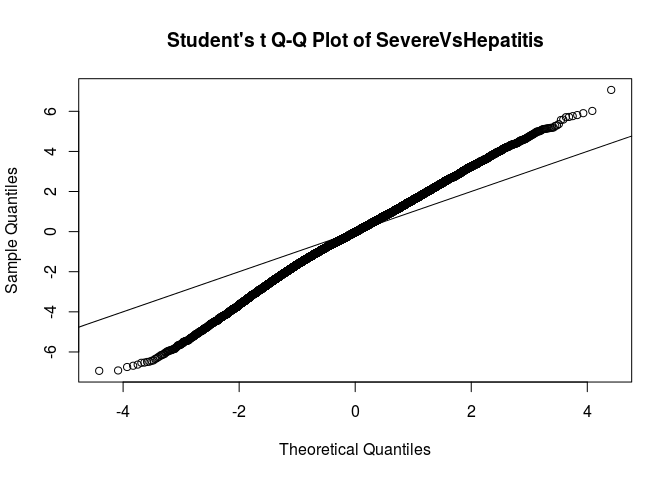 Student's t Q-Q Plot of SevereVsHepatitis
Sample Quantiles
6
4
2
0
-2
-4
-6
-4 -2 0 2 4
Theoretical Quantiles